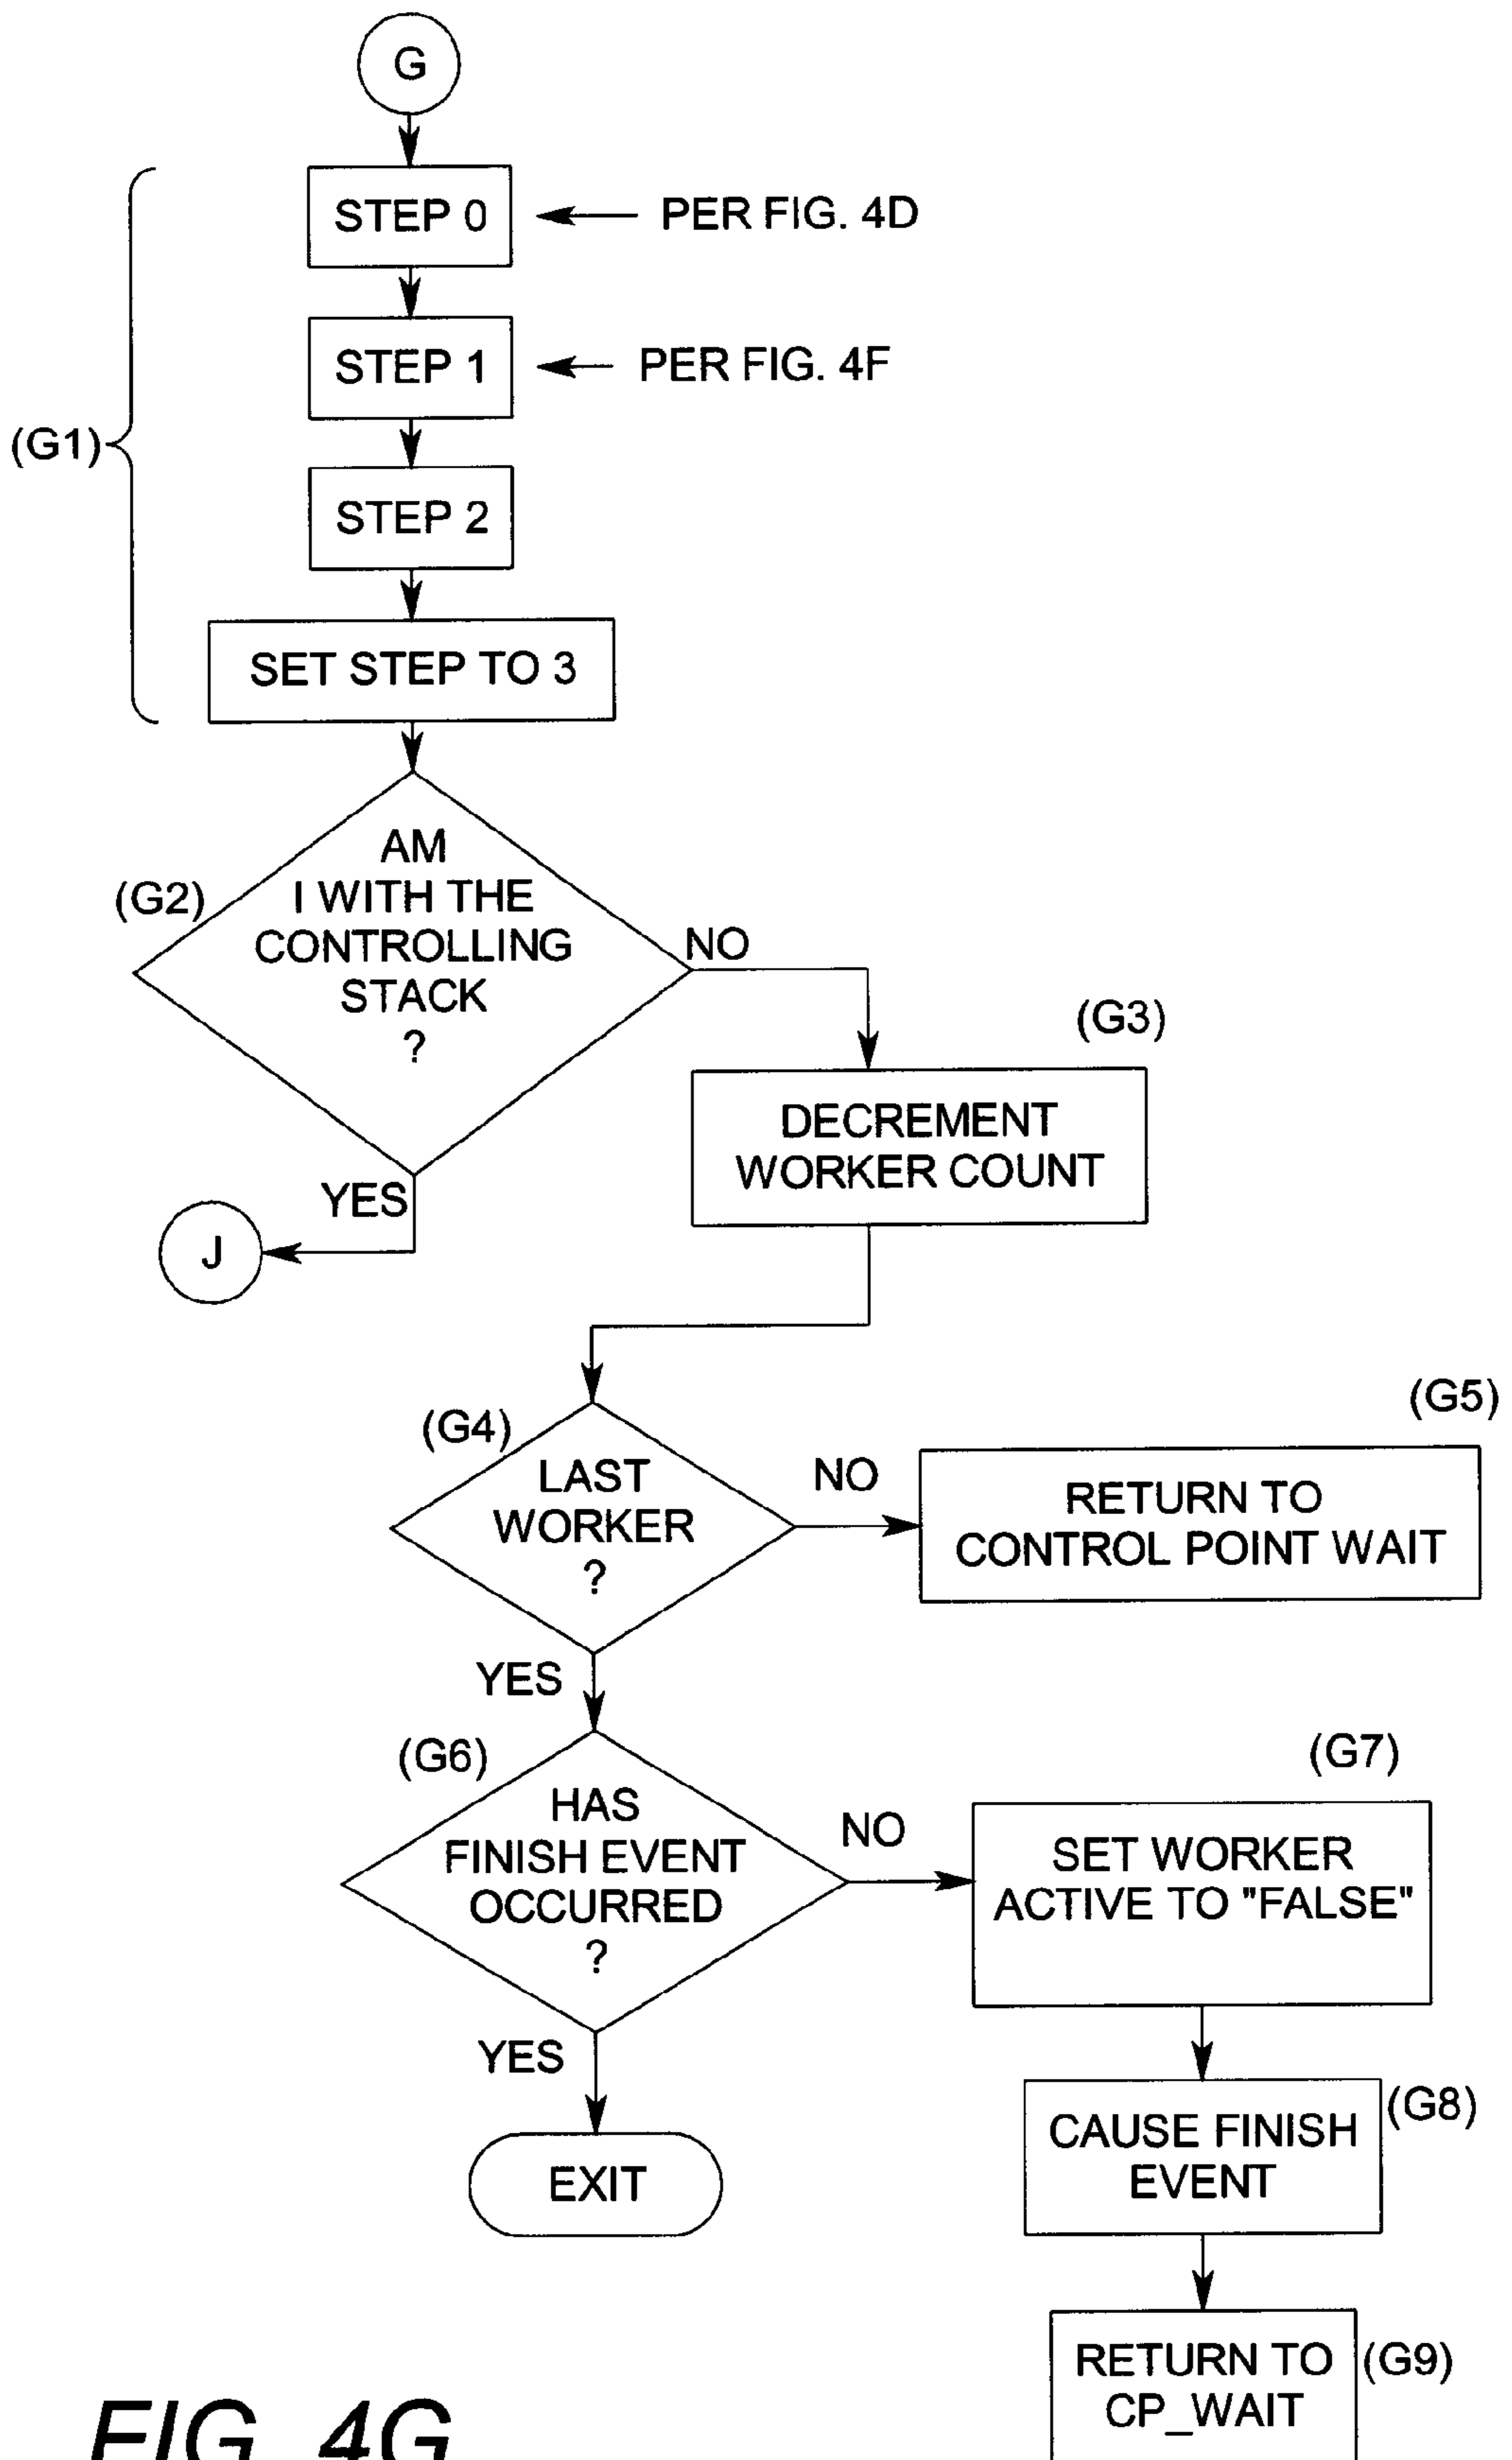 G
STEP 0
PER FIG. 4D
STEP 1
PER FIG. 4F
(G1)
STEP 2
SET STEP TO 3
AM
I WITH THE
CONTROLLING
STACK
?
(G2)
NO
(G3)
DECREMENT
WORKER COUNT
YES
J
(G4)
LAST
WORKER
?
NO
(G5)
RETURN TO
CONTROL POINT WAIT
YES
(G6)
HAS
FINISH EVENT
OCCURRED
?
NO
(G7)
SET WORKER
ACTIVE TO "FALSE"
YES
EXIT
CAUSE FINISH
EVENT
(G8)
RETURN TO
CP_WAIT
(G9)
FIG. 4G